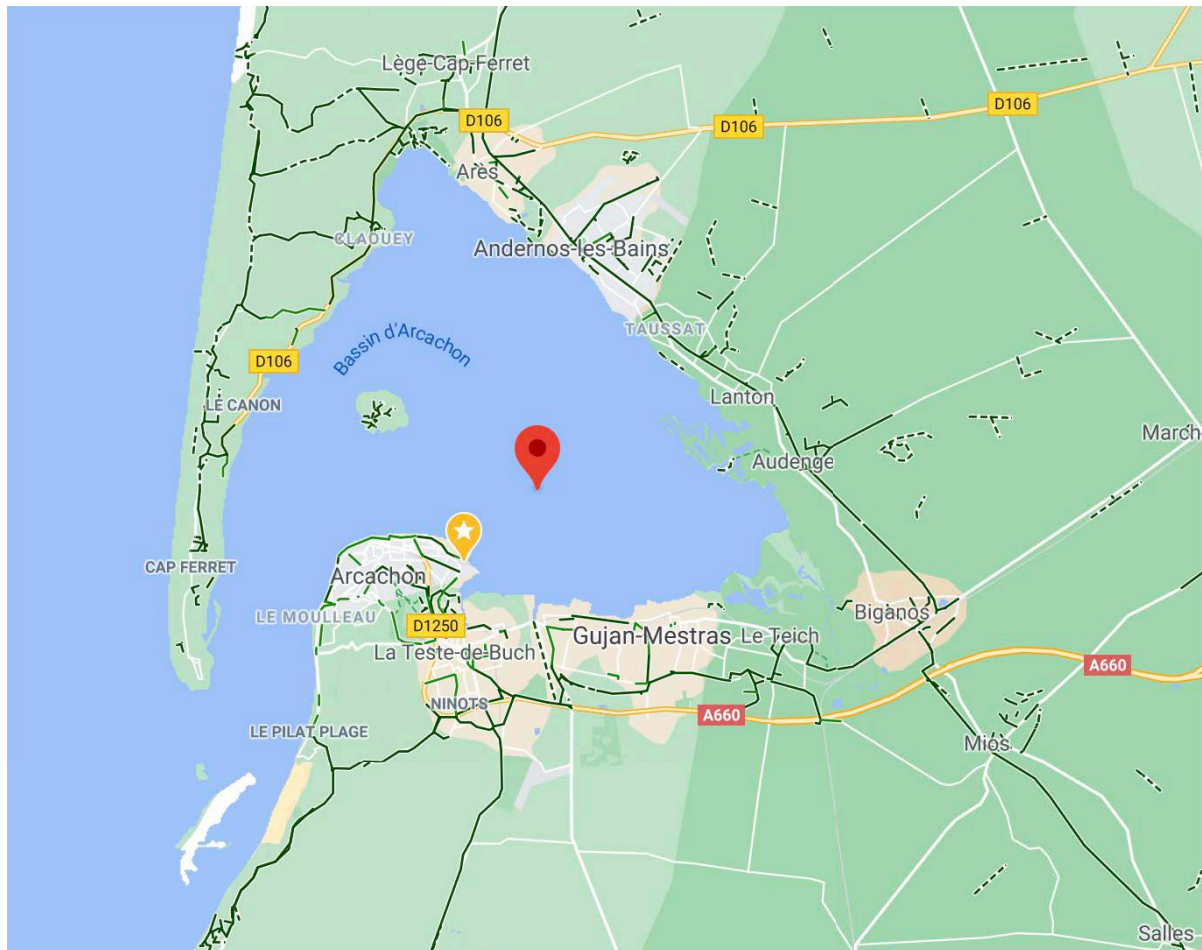 Lège-Cap-Ferret
D106
D106
D106
Arès
CLAOUEY
Andernos-les-Bains
Bassin d'Arcachon
TAUSSAT
D106
LE CANON
Lanton
March
Audenge
CAP FERRET
Arcachon
LE MOULLEAU
D1250
Gujan-Mestras
Le Teich
Biganos
La Teste-de-Buch
A660
NINOTS
A660
LE PILAT PLAGE
Mios
Salles